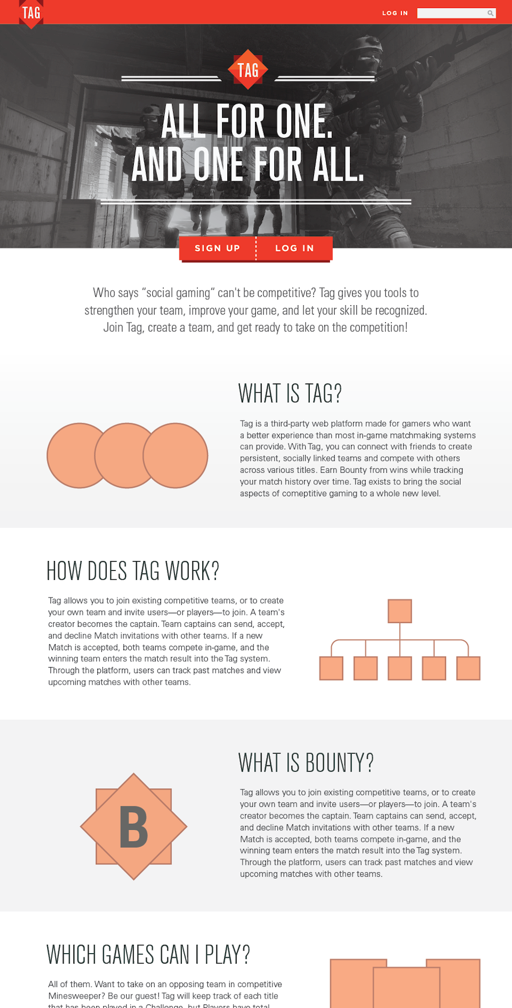 TAG
LOG IN
TAG
ALL FOR ONE.
AND ONE FOR ALL.
SIGN UP
LOG IN
Who says "social gaming" can't be competitive? Tag gives you tools to
strengthen your team, improve your game, and let your skill be recognized.
Join Tag, create a team, and get ready to take on the competition!
WHAT IS TAG?
Tag is a third-party web platform made for gamers who want
a better experience than most in-game matchmaking systems
can provide. With Tag, you can connect with friends to create
persistent, socially linked teams and compete with others
across various titles. Earn Bounty from wins while tracking
your match history over time. Tag exists to bring the social
aspects of comeptitive gaming to a whole new level.
HOW DOES TAG WORK?
Tag allows you to join existing competitive teams, or to create
your own team and invite users—or players—to join. A team's
creator becomes the captain. Team captains can send, accept,
and decline Match invitations with other teams. If a new
Match is accepted, both teams compete in-game, and the
winning team enters the match result into the Tag system.
Through the platform, users can track past matches and view
upcoming matches with other teams.
WHAT IS BOUNTY?
B
Tag allows you to join existing competitive teams, or to create
your own team and invite users—or players—to join. A team's
creator becomes the captain. Team captains can send, accept,
and decline Match invitations with other teams. If a new
Match is accepted, both teams compete in-game, and the
winning team enters the match result into the Tag system.
Through the platform, users can track past matches and view
upcoming matches with other teams.
WHICH GAMES CAN I PLAY?
All of them. Want to take on an opposing team in competitive
Minesweeper? Be our guest! Tag will keep track of each title
that has been played in a Challenge, but Players have total